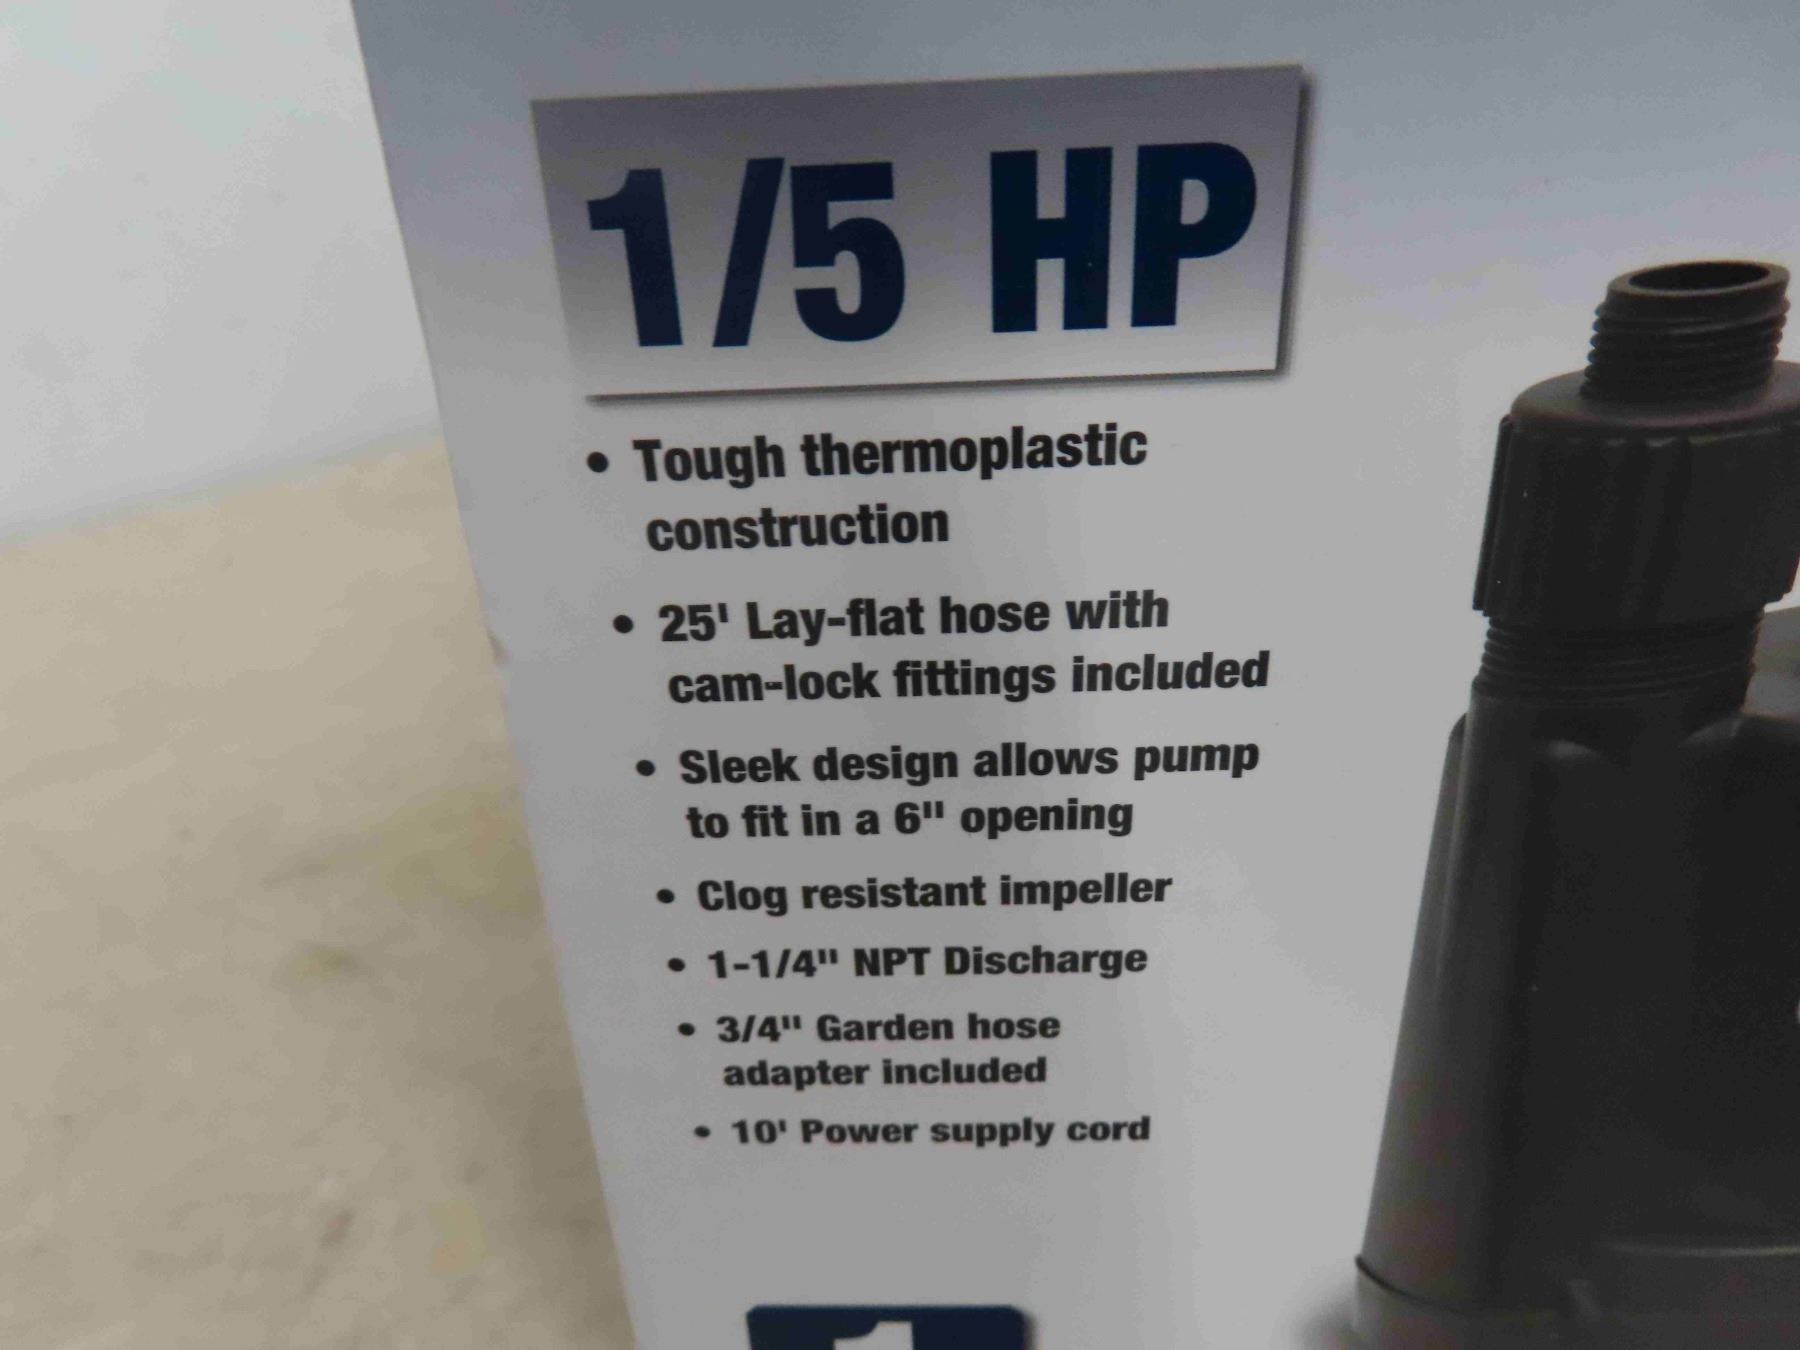 1/5 HP
• Tough thermoplastic
construction
• 25' Lay-flat hose with
cam-lock fittings included
• Sleek design allows pump
to fit in a 6" opening
• Clog resistant impeller
• 1-1/4" NPT Discharge
• 3/4" Garden hose
adapter included
• 10' Power supply cord
1